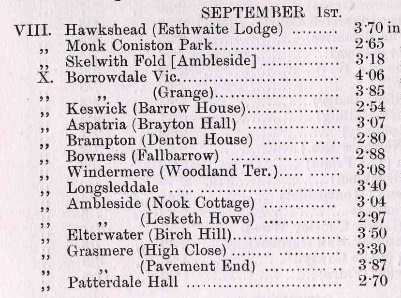 SEPTEMBER 1ST.
VIII. Hawkshead (Esthwaite Lodge) ......... 3·70 in
,, Monk Coniston Park.................. 2·65
,, Skelwith Fold [Ambleside] ............ 3·18
X. Borrowdale Vic........................ 4·06
,, ,, (Grange)................... 3·85
,, Keswick (Barrow House)............... 2·54
,, Aspatria (Brayton Hall) ............... 3·07
,, Brampton (Denton House) ......... .. .. 2·80
,, Bowness (Fallbarrow) ... ............... 2·88
,, Windermere (Woodland Ter.)..... ...... 3·08
,, Longsleddale ..... ..................... 3·40
,, Ambleside (Nook Cottage) ............ 3·04
,, ,, (Lesketh Howe) ............ 2·97
,, Elterwater (Birch Hill).................. 3·50
,, Grasmere (High Close) .................. 3·30
,, ,, (Pavement End) ......... .. 3·87
,, Patterdale Hall ........................ 2·70